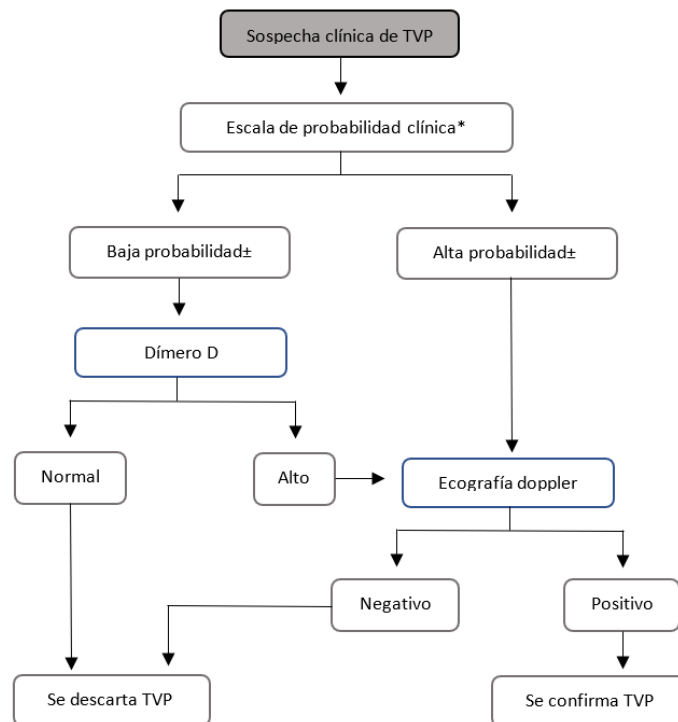 Sospecha clínica de TVP
Escala de probabilidad clínica*
Baja probabilidad±
Alta probabilidad±
Dímero D
Normal
Alto
Ecografía doppler
Negativo
Positivo
Se descarta TVP
Se confirma TVP